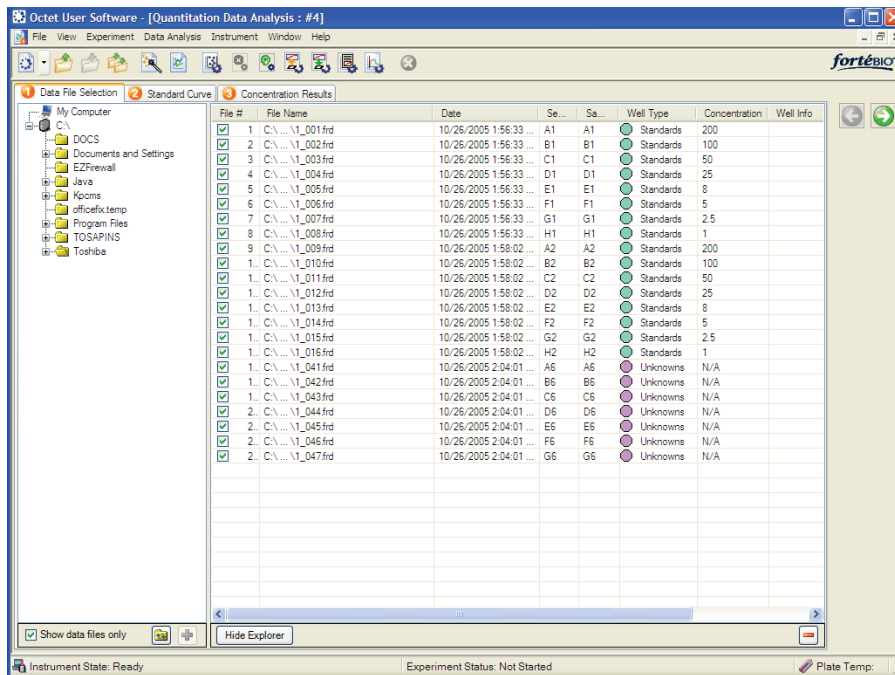 Octet User Software - [Quantitation Data Analysis : #4]
File View Experiment Data Analysis Instrument Window Help
fortéBIO
1 Data File Selection 2 Standard Curve 3 Concentration Results
My Computer
C:\
DOCS
Documents and Settings
EZFirewall
Java
Kpcms
officefix.temp
Program Files
TOSAPINS
Toshiba
File # File Name Date Se... Sa... Well Type Concentration Well Info
1 C:\ ... \1_001.frd 10/26/2005 1:56:33 ... A1 A1 Standards 200
2 C:\ ... \1_002.frd 10/26/2005 1:56:33 ... B1 B1 Standards 100
3 C:\ ... \1_003.frd 10/26/2005 1:56:33 ... C1 C1 Standards 50
4 C:\ ... \1_004.frd 10/26/2005 1:56:33 ... D1 D1 Standards 25
5 C:\ ... \1_005.frd 10/26/2005 1:56:33 ... E1 E1 Standards 8
6 C:\ ... \1_006.frd 10/26/2005 1:56:33 ... F1 F1 Standards 5
7 C:\ ... \1_007.frd 10/26/2005 1:56:33 ... G1 G1 Standards 2.5
8 C:\ ... \1_008.frd 10/26/2005 1:56:33 ... H1 H1 Standards 1
9 C:\ ... \1_009.frd 10/26/2005 1:58:02 ... A2 A2 Standards 200
1... C:\ ... \1_010.frd 10/26/2005 1:58:02 ... B2 B2 Standards 100
1... C:\ ... \1_011.frd 10/26/2005 1:58:02 ... C2 C2 Standards 50
1... C:\ ... \1_012.frd 10/26/2005 1:58:02 ... D2 D2 Standards 25
1... C:\ ... \1_013.frd 10/26/2005 1:58:02 ... E2 E2 Standards 8
1... C:\ ... \1_014.frd 10/26/2005 1:58:02 ... F2 F2 Standards 5
1... C:\ ... \1_015.frd 10/26/2005 1:58:02 ... G2 G2 Standards 2.5
1... C:\ ... \1_016.frd 10/26/2005 1:58:02 ... H2 H2 Standards 1
1... C:\ ... \1_041.frd 10/26/2005 2:04:01 ... A6 A6 Unknowns N/A
1... C:\ ... \1_042.frd 10/26/2005 2:04:01 ... B6 B6 Unknowns N/A
1... C:\ ... \1_043.frd 10/26/2005 2:04:01 ... C6 C6 Unknowns N/A
2... C:\ ... \1_044.frd 10/26/2005 2:04:01 ... D6 D6 Unknowns N/A
2... C:\ ... \1_045.frd 10/26/2005 2:04:01 ... E6 E6 Unknowns N/A
2... C:\ ... \1_046.frd 10/26/2005 2:04:01 ... F6 F6 Unknowns N/A
2... C:\ ... \1_047.frd 10/26/2005 2:04:01 ... G6 G6 Unknowns N/A
Show data files only Hide Explorer
Instrument State: Ready Experiment Status: Not Started Plate Temp: